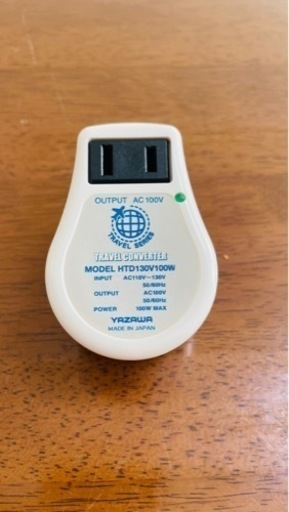 OUTPUT AC100V
TRAVEL SERIES
TRAVEL CONVERTER
MODEL HTD130V100W
INPUT AC110V～130V
50/60Hz
OUTPUT AC100V
50/60Hz
POWER 100W MAX
YAZAWA
MADE IN JAPAN